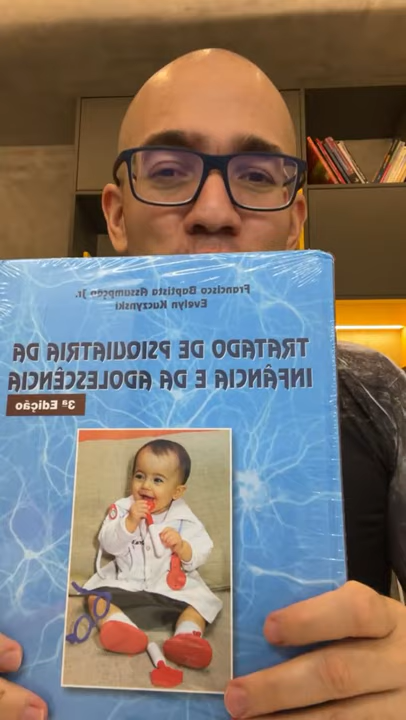 Francisco Baptista Assumpção Jr.
Evelyn Kuczynski
TRATADO DE PSIQUIATRIA DA
INFÂNCIA E DA ADOLESCÊNCIA
3ª Edição